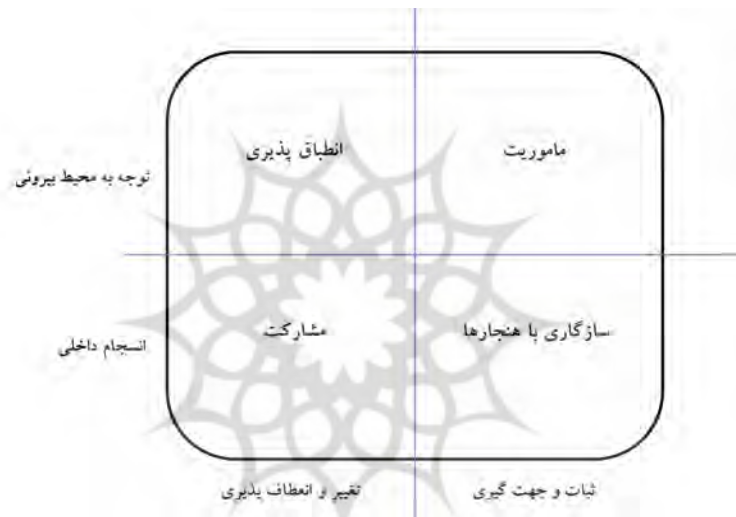 ماموریت
انطباق پذیری
توجه به محیط بیرونی
سازگاری با هنجارها
مشارکت
انسجام داخلی
ثبات و جهت گیری
تغییر و انعطاف پذیری